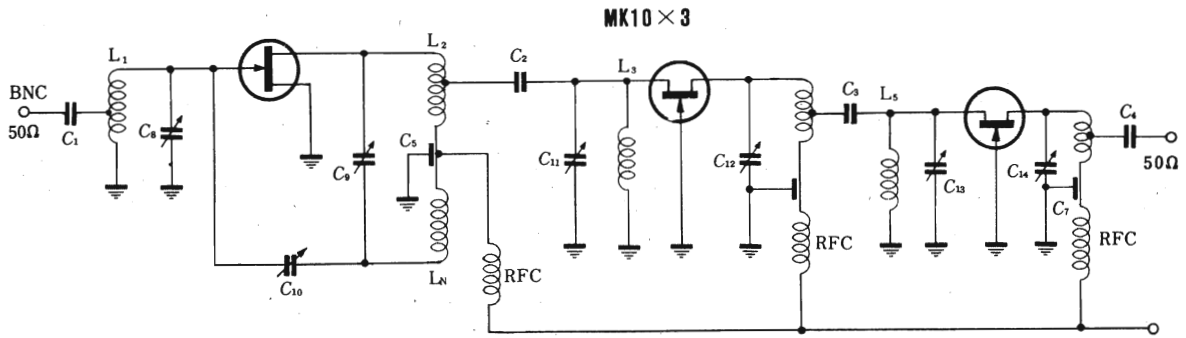 MK10×3
BNC
50Ω
C1
L1
C8
C10
C9
L2
C5
LN
RFC
C2
C11
L3
C12
RFC
C3
L5
C13
C14
C7
RFC
C4
50Ω